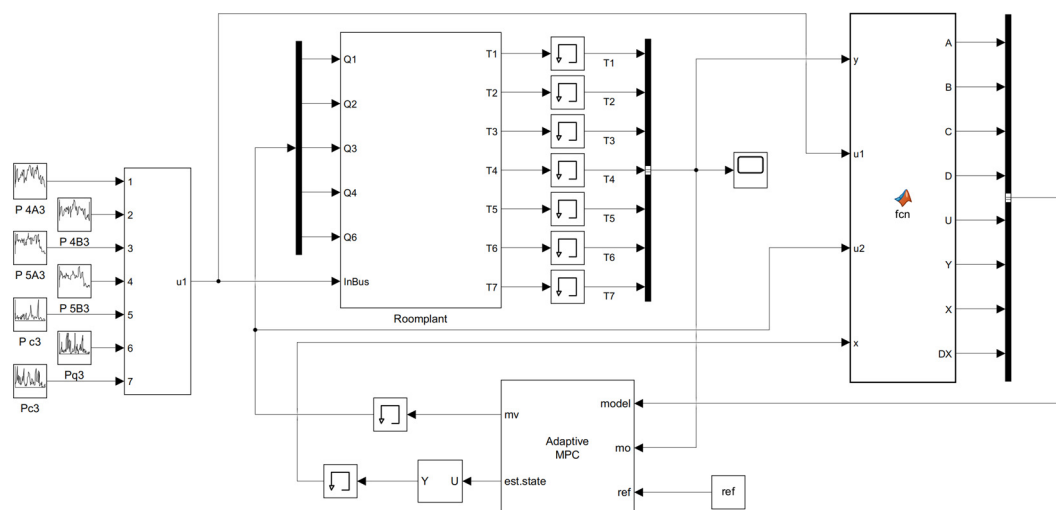 1
P 4A3
2
P 4B3
3
P 5A3
4
P 5B3
5
P c3
6
Pq3
7
Pc3
u1
Q1
Q2
Q3
Q4
Q6
InBus
T1
T2
T3
T4
T5
T6
T7
Roomplant
T1
T2
T3
T4
T5
T6
T7
y
u1
u2
x
fcn
A
B
C
D
U
Y
X
DX
mv
est.state
Adaptive
MPC
model
mo
ref
Y U
ref